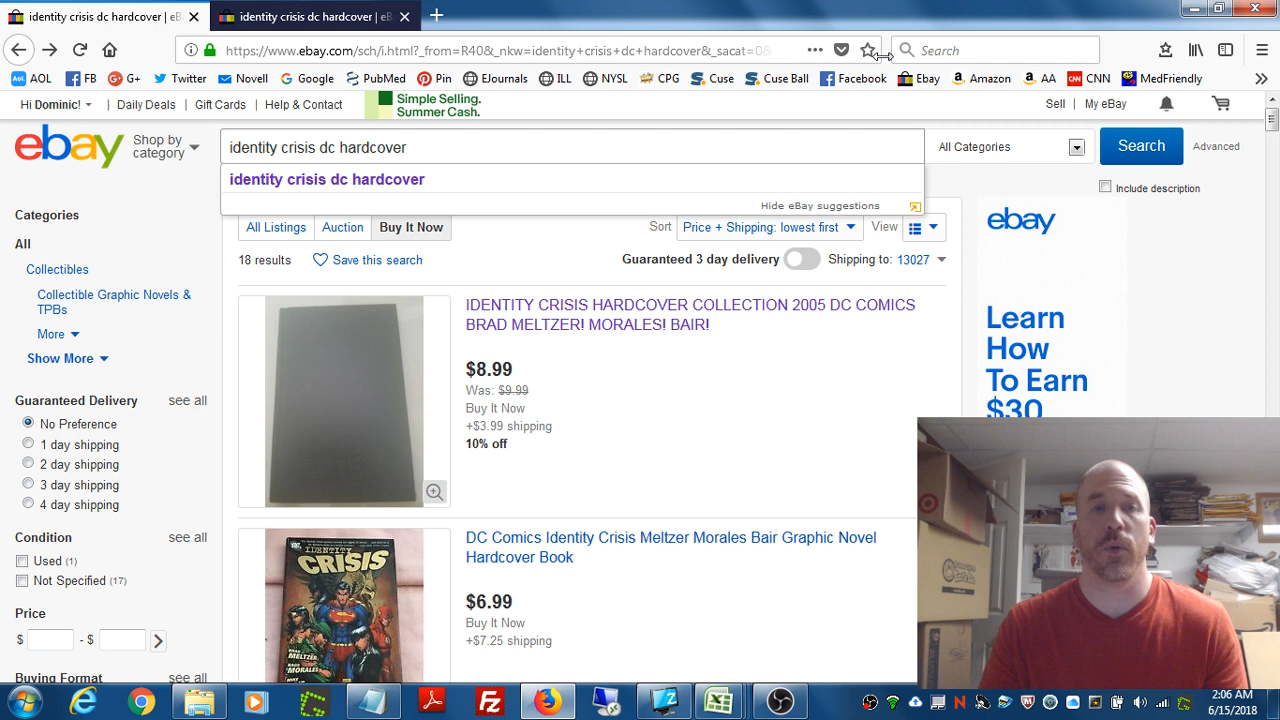 identity crisis dc hardcover | eB
identity crisis dc hardcover | eBa
https://www.ebay.com/sch/i.html?_from=R40&_nkw=identity+crisis+dc+hardcover&_sacat=0&
Search
AOL
FB
G+
Twitter
Novell
Google
PubMed
Pin
EJournals
ILL
NYSL
CPG
Cuse
Cuse Ball
Facebook
Ebay
Amazon
AA
CNN
MedFriendly
Hi Dominic!
Daily Deals
Gift Cards
Help & Contact
Simple Selling.
Summer Cash.
Sell
My eBay
ebay
Shop by
category
identity crisis dc hardcover
All Categories
Search
Advanced
identity crisis dc hardcover
Hide eBay suggestions
Include description
Categories
All
Collectibles
Collectible Graphic Novels &
TPBs
More
Show More
Guaranteed Delivery
see all
No Preference
1 day shipping
2 day shipping
3 day shipping
4 day shipping
Condition
see all
Used (1)
Not Specified (17)
Price
$ - $
Buying Format
see all
All Listings
Auction
Buy It Now
Sort
Price + Shipping: lowest first
View
18 results
Save this search
Guaranteed 3 day delivery
Shipping to: 13027
IDENTITY CRISIS HARDCOVER COLLECTION 2005 DC COMICS
BRAD MELTZER! MORALES! BAIR!
$8.99
Was: $9.99
Buy It Now
+$3.99 shipping
10% off
IDENTITY
CRISIS
BRAD
MELTZER
RAGS
MORALES
DC Comics Identity Crisis Meltzer Morales Bair Graphic Novel
Hardcover Book
$6.99
Buy It Now
+$7.25 shipping
ebay
Learn
How
To Earn
$30
2:06 AM
6/15/2018